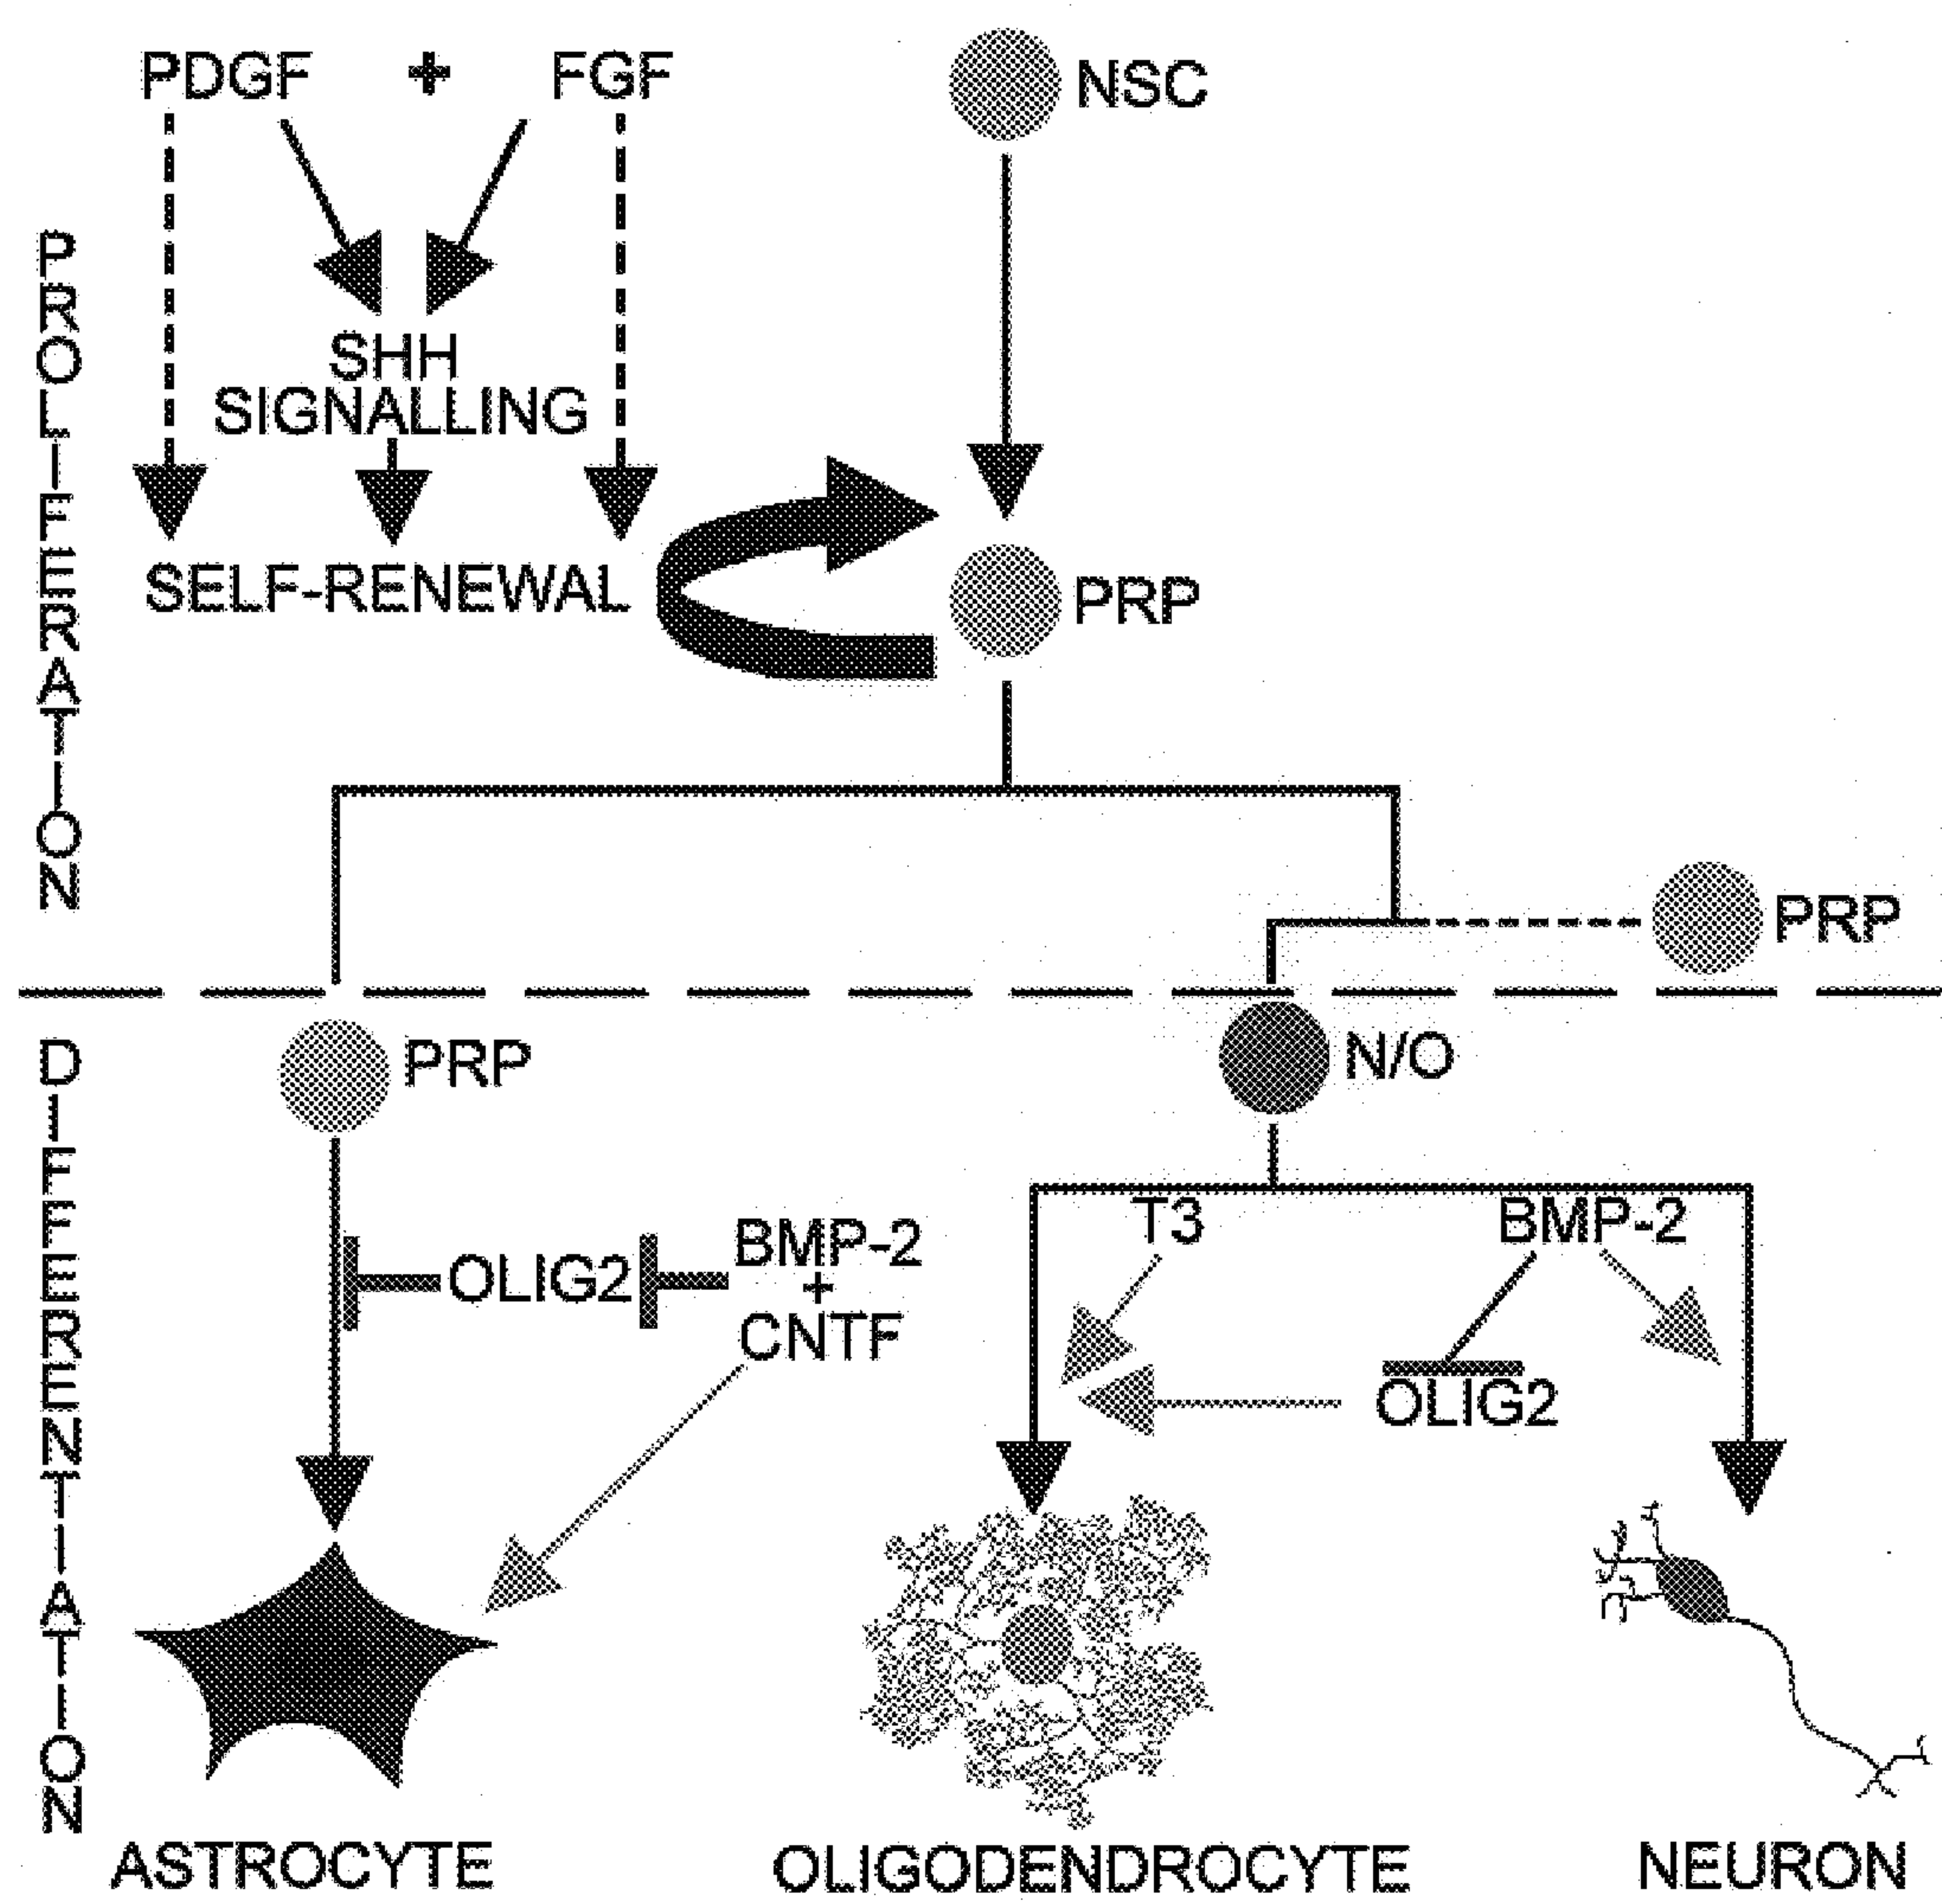 PDGF + FGF
NSC
SHH
SIGNALLING
SELF-RENEWAL
PRP
PROLIFERATION
PRP
DIFFERENTIATION
PRP
N/O
OLIG2
BMP-2
+
CNTF
T3
BMP-2
OLIG2
ASTROCYTE
OLIGODENDROCYTE
NEURON